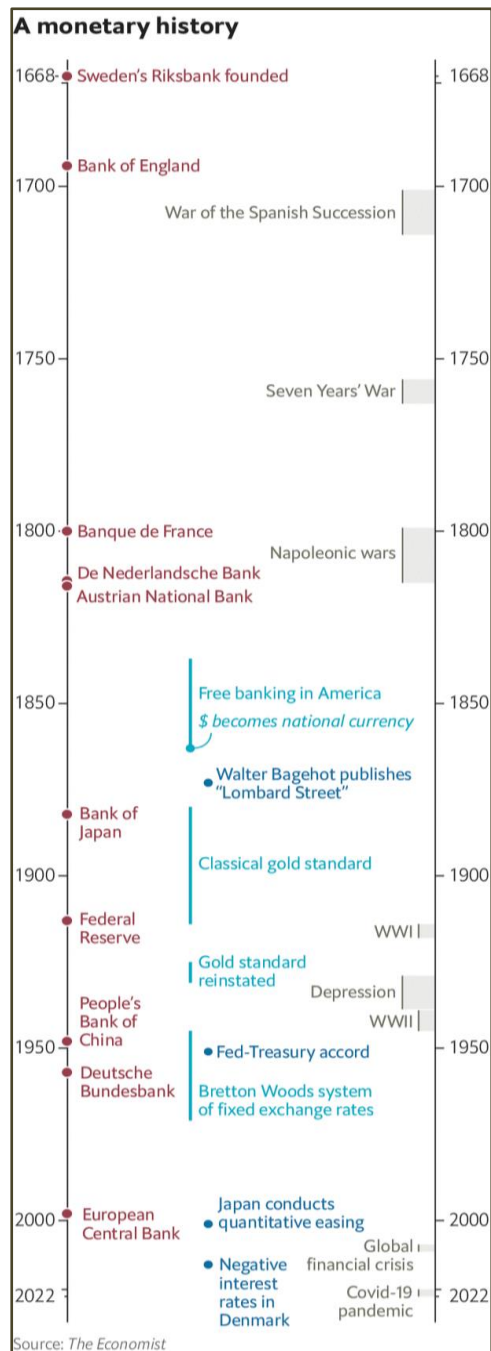 A monetary history
1668
Sweden's Riksbank founded
1668
Bank of England
1700
1700
War of the Spanish Succession
1750
1750
Seven Years' War
1800
Banque de France
1800
Napoleonic wars
De Nederlandsche Bank
Austrian National Bank
Free banking in America
1850
1850
$ becomes national currency
Walter Bagehot publishes
"Lombard Street"
Bank of
Japan
Classical gold standard
1900
1900
Federal
Reserve
WWI
Gold standard
reinstated
Depression
People's
Bank of
China
WWII
1950
1950
Fed-Treasury accord
Deutsche
Bundesbank
Bretton Woods system
of fixed exchange rates
Japan conducts
quantitative easing
2000
2000
European
Central Bank
Global
financial crisis
Negative
interest
rates in
Denmark
Covid-19
pandemic
2022
2022
Source: The Economist